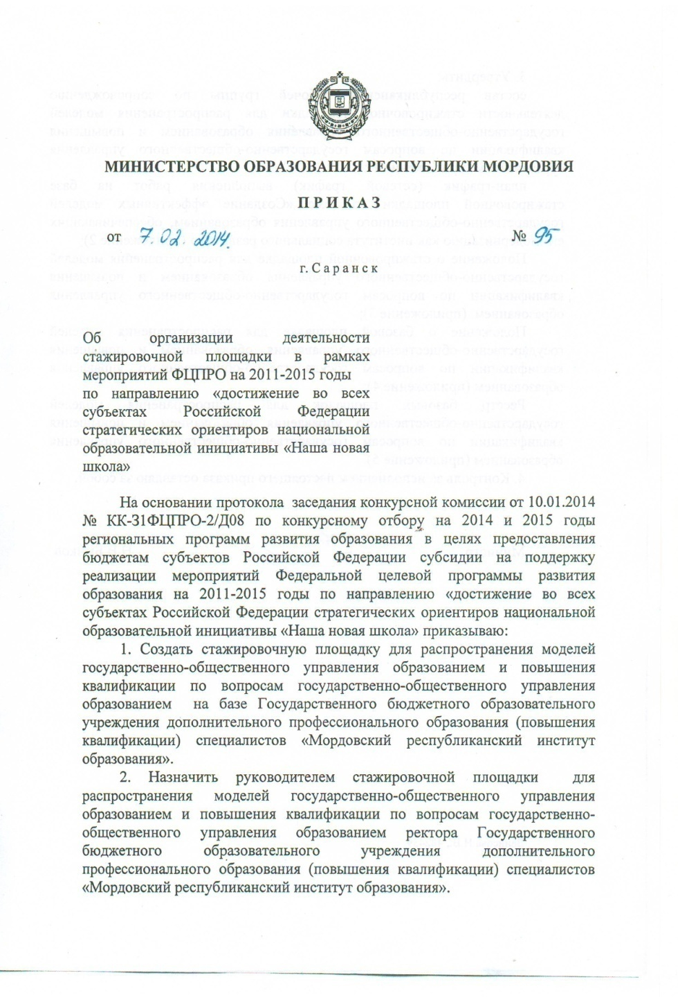 МИНИСТЕРСТВО ОБРАЗОВАНИЯ РЕСПУБЛИКИ МОРДОВИЯ
П Р И К А З
от 7.02.2014. № 95
г. С а р а н с к
Об организации деятельности
стажировочной площадки в рамках
мероприятий ФЦПРО на 2011-2015 годы
по направлению «достижение во всех
субъектах Российской Федерации
стратегических ориентиров национальной
образовательной инициативы «Наша новая
школа»
На основании протокола заседания конкурсной комиссии от 10.01.2014
№ КК-31ФЦПРО-2/Д08 по конкурсному отбору на 2014 и 2015 годы
региональных программ развития образования в целях предоставления
бюджетам субъектов Российской Федерации субсидии на поддержку
реализации мероприятий Федеральной целевой программы развития
образования на 2011-2015 годы по направлению «достижение во всех
субъектах Российской Федерации стратегических ориентиров национальной
образовательной инициативы «Наша новая школа» приказываю:
1. Создать стажировочную площадку для распространения моделей
государственно-общественного управления образованием и повышения
квалификации по вопросам государственно-общественного управления
образованием на базе Государственного бюджетного образовательного
учреждения дополнительного профессионального образования (повышения
квалификации) специалистов «Мордовский республиканский институт
образования».
2. Назначить руководителем стажировочной площадки для
распространения моделей государственно-общественного управления
образованием и повышения квалификации по вопросам государственно-
общественного управления образованием ректора Государственного
бюджетного образовательного учреждения дополнительного
профессионального образования (повышения квалификации) специалистов
«Мордовский республиканский институт образования».